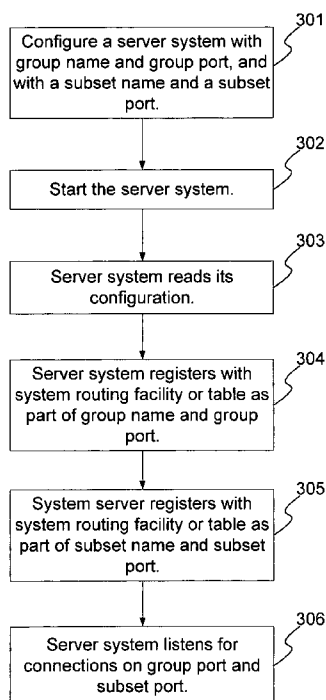 301
Configure a server system with
group name and group port, and
with a subset name and a subset
port.
302
Start the server system.
303
Server system reads its
configuration.
304
Server system registers with
system routing facility or table as
part of group name and group
port.
305
System server registers with
system routing facility or table as
part of subset name and subset
port.
306
Server system listens for
connections on group port and
subset port.